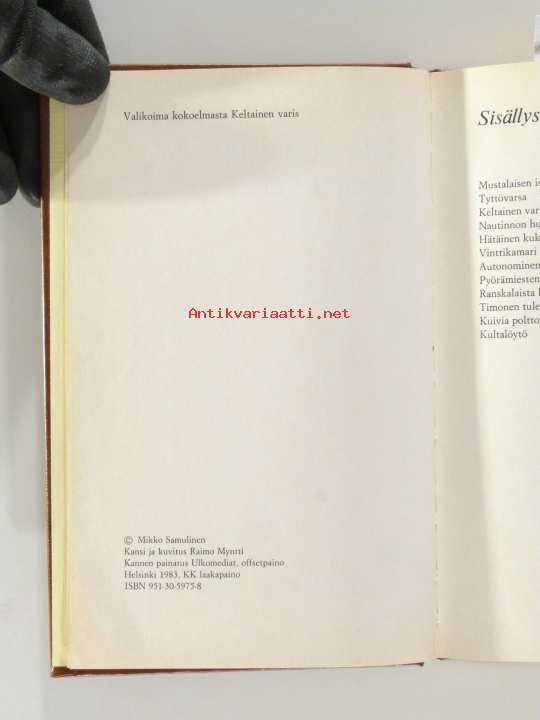 Valikoima kokoelmasta Keltainen varis
Antikvariaatti.net
© Mikko Samulinen
Kansi ja kuvitus Raimo Myntti
Kannen painatus Ulkomediat, offsetpaino
Helsinki 1983, KK laakapaino
ISBN 951-30-5975-8
Sisällys
Mustalaisen
Tyttövarsa
Keltainen
Nautinnon
Hätäinen
Vinttikamari
Autonominen
Pyörämiesten
Ranskalaista
Timonen
Kuivia
Kultalöytö